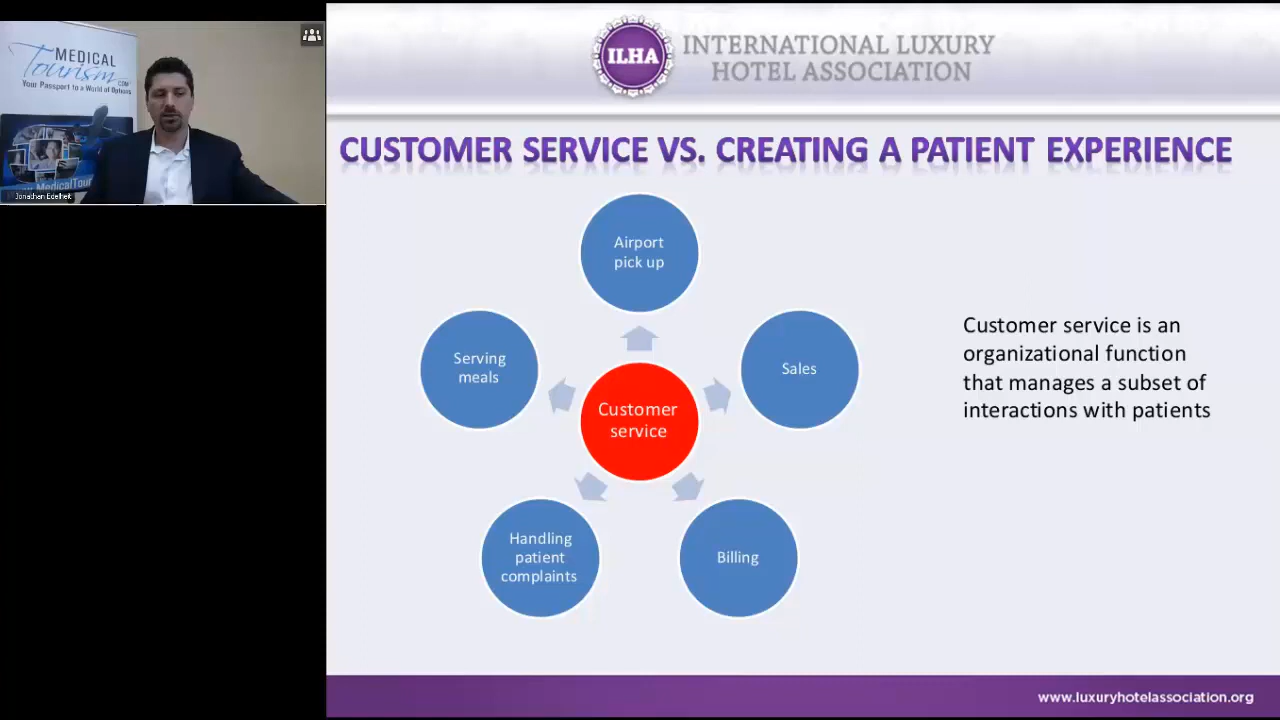 MEDICAL
Tourism
.COM
Your Passport to a World of Options
www.MedicalTour
Jonathan Edelheit
ILHA
INTERNATIONAL LUXURY
HOTEL ASSOCIATION
CUSTOMER SERVICE VS. CREATING A PATIENT EXPERIENCE
Airport
pick up
Serving
meals
Sales
Customer
service
Handling
patient
complaints
Billing
Customer service is an
organizational function
that manages a subset of
interactions with patients
www.luxuryhotelassociation.org